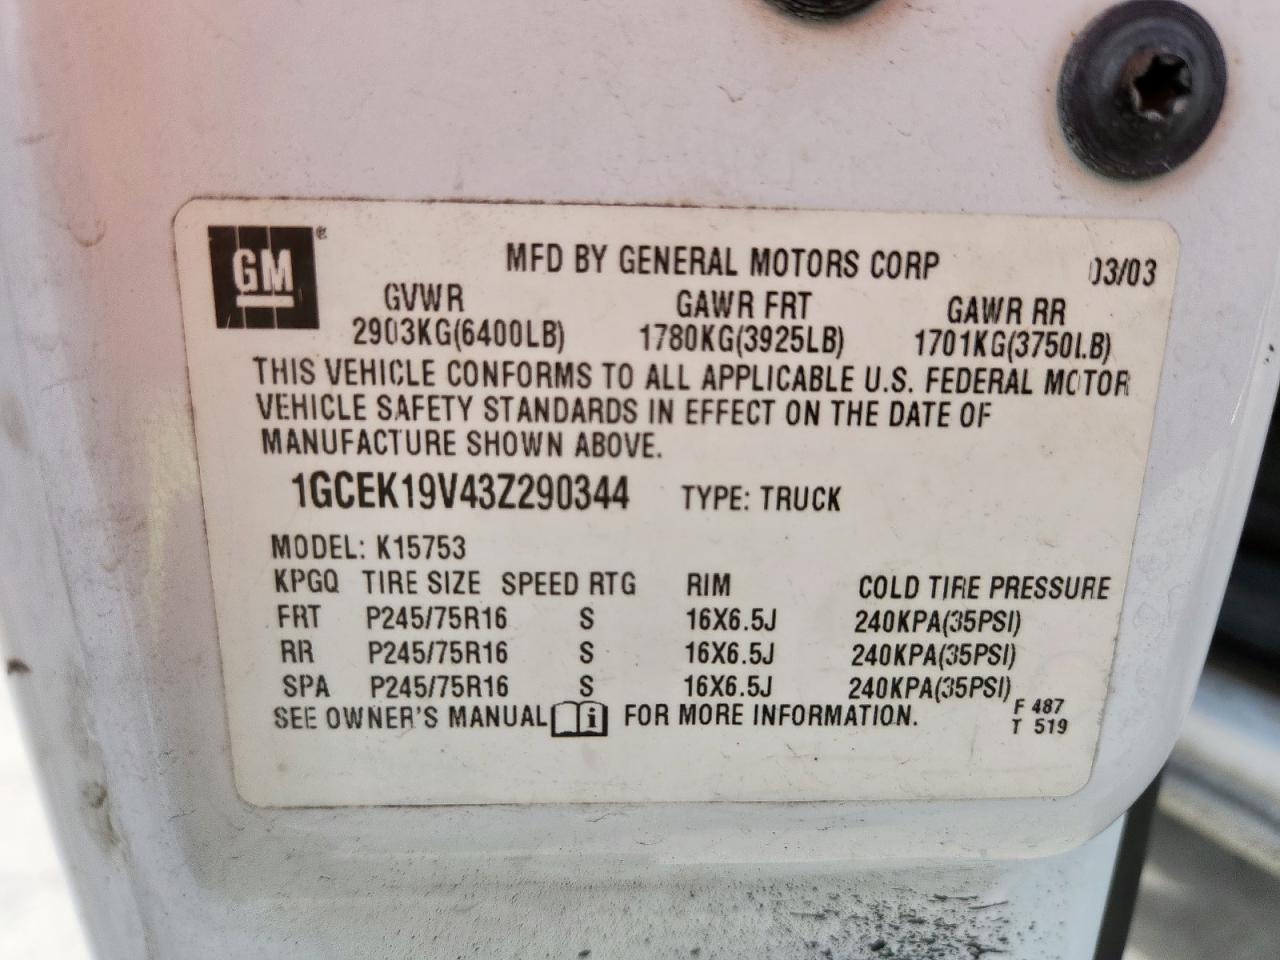 GM®
MFD BY GENERAL MOTORS CORP 03/03
GVWR GAWR FRT GAWR RR
2903KG(6400LB) 1780KG(3925LB) 1701KG(3750LB)
THIS VEHICLE CONFORMS TO ALL APPLICABLE U.S. FEDERAL MOTOR
VEHICLE SAFETY STANDARDS IN EFFECT ON THE DATE OF
MANUFACTURE SHOWN ABOVE.
1GCEK19V43Z290344 TYPE: TRUCK
MODEL: K15753
KPGQ TIRE SIZE SPEED RTG RIM COLD TIRE PRESSURE
FRT P245/75R16 S 16X6.5J 240KPA(35PSI)
RR P245/75R16 S 16X6.5J 240KPA(35PSI)
SPA P245/75R16 S 16X6.5J 240KPA(35PSI)
SEE OWNER'S MANUAL i FOR MORE INFORMATION.
F 487
T 519